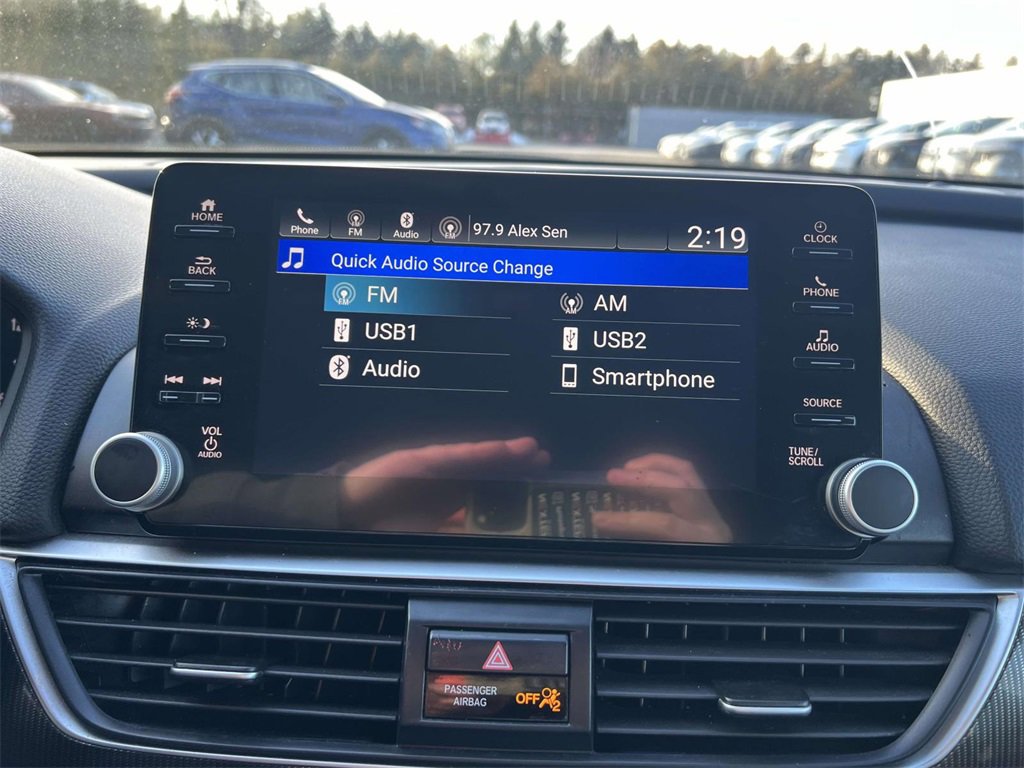 HOME
BACK
VOL
AUDIO
Phone
FM
Audio
97.9 Alex Sen
2:19
Quick Audio Source Change
FM
AM
USB1
USB2
Audio
Smartphone
CLOCK
PHONE
AUDIO
SOURCE
TUNE/
SCROLL
PASSENGER
AIRBAG
OFF
2